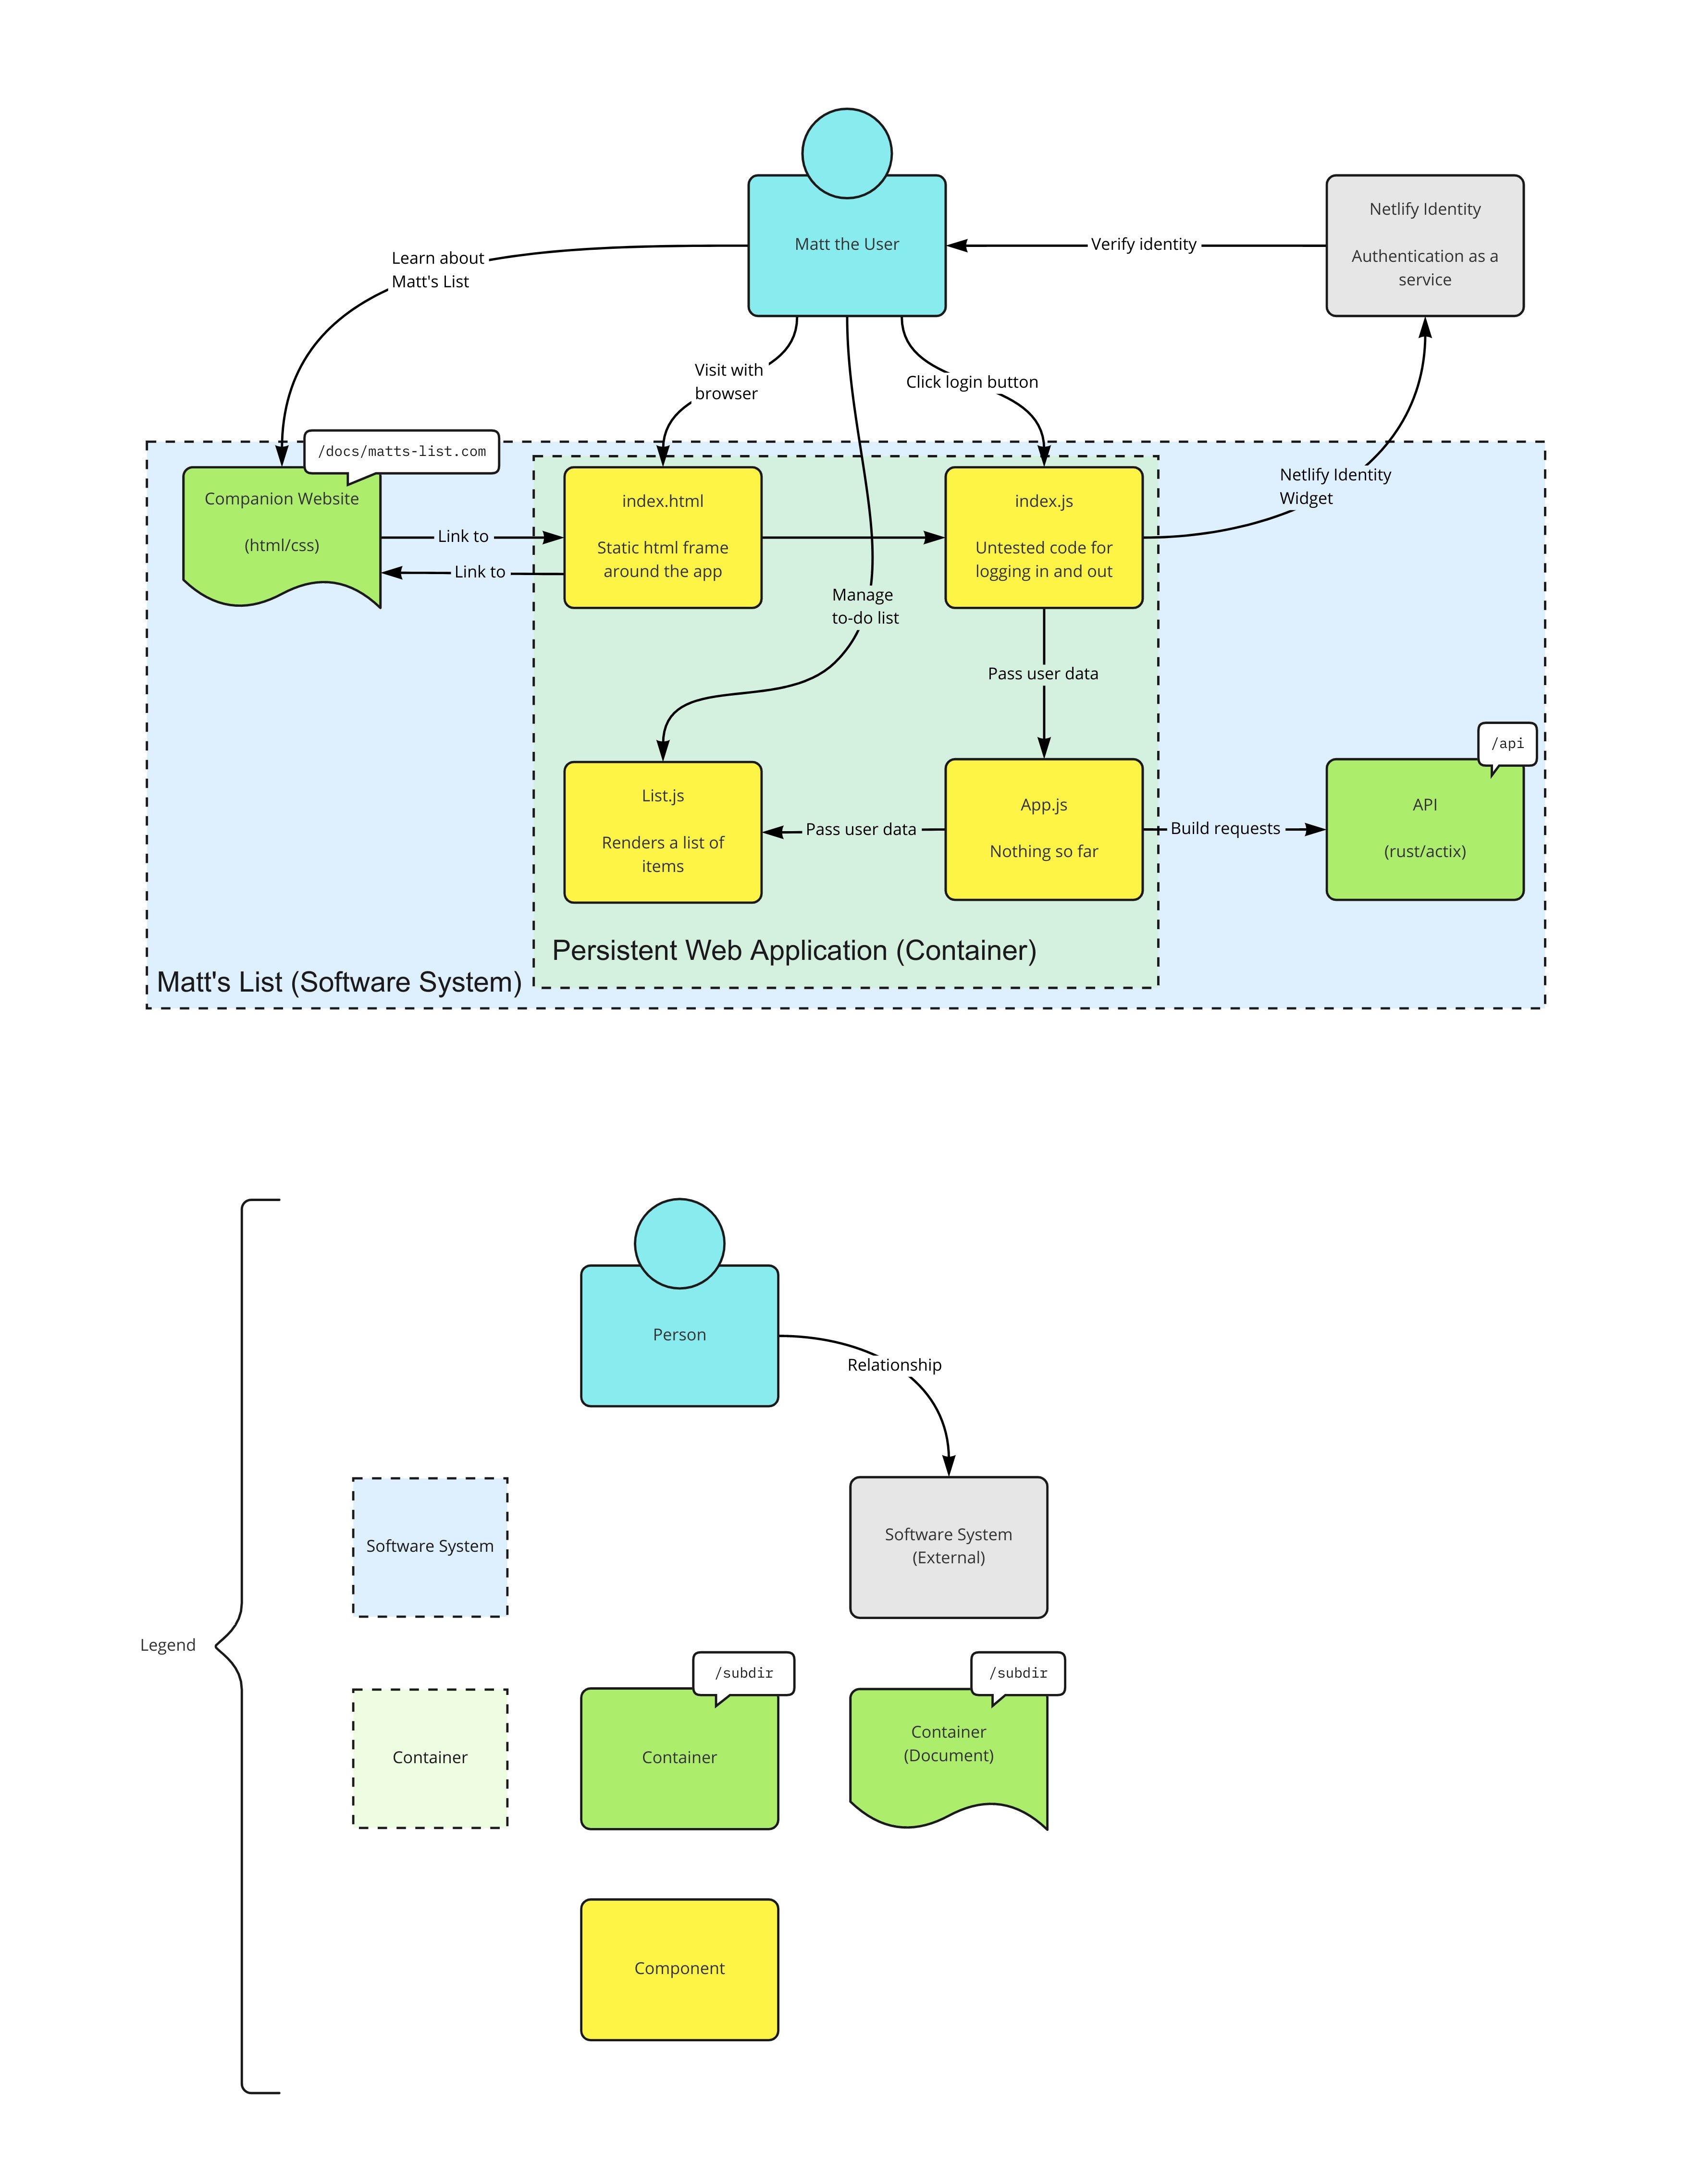 Matt the User
Netlify Identity
Authentication as a
service
Verify identity
Learn about
Matt's List
Visit with
browser
Click login button
/docs/matts-list.com
Companion Website
(html/css)
Link to
Link to
index.html
Static html frame
around the app
index.js
Untested code for
logging in and out
Netlify Identity
Widget
Manage
to-do list
Pass user data
/api
List.js
Renders a list of
items
Pass user data
App.js
Nothing so far
Build requests
API
(rust/actix)
Persistent Web Application (Container)
Matt's List (Software System)
Person
Relationship
Software System
Software System
(External)
Legend
/subdir
/subdir
Container
Container
Container
(Document)
Component